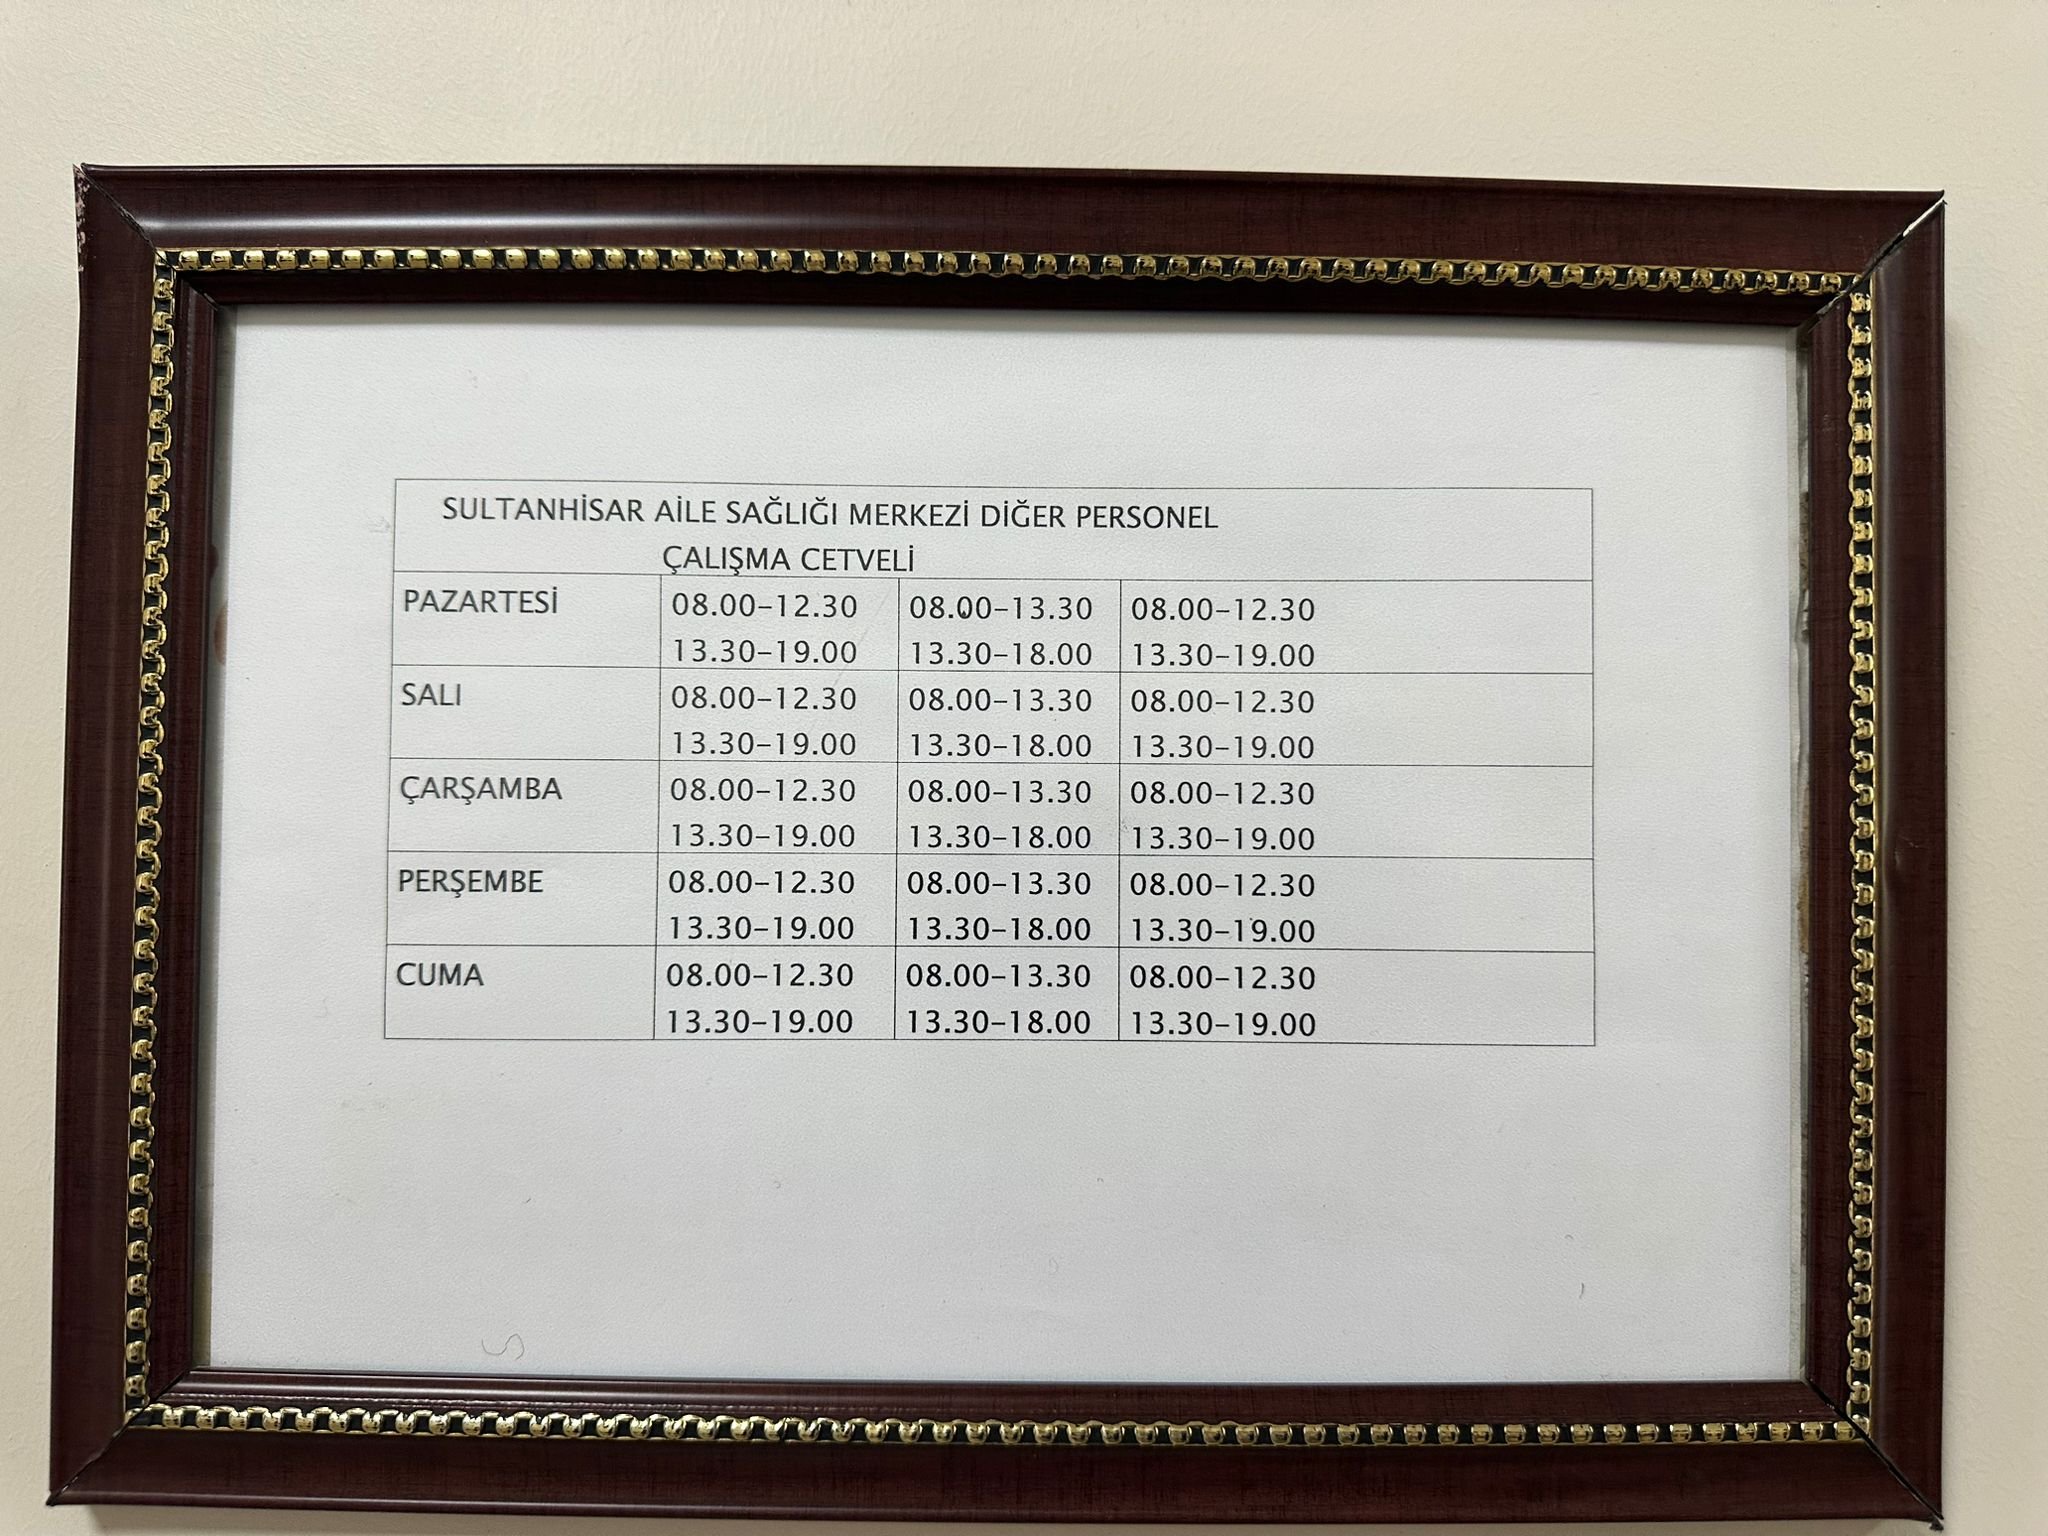 SULTANHİSAR AİLE SAĞLIĞI MERKEZİ DİĞER PERSONEL
ÇALIŞMA CETVELİ
PAZARTESİ 08.00-12.30 08.00-13.30 08.00-12.30
13.30-19.00 13.30-18.00 13.30-19.00
SALI 08.00-12.30 08.00-13.30 08.00-12.30
13.30-19.00 13.30-18.00 13.30-19.00
ÇARŞAMBA 08.00-12.30 08.00-13.30 08.00-12.30
13.30-19.00 13.30-18.00 13.30-19.00
PERŞEMBE 08.00-12.30 08.00-13.30 08.00-12.30
13.30-19.00 13.30-18.00 13.30-19.00
CUMA 08.00-12.30 08.00-13.30 08.00-12.30
13.30-19.00 13.30-18.00 13.30-19.00